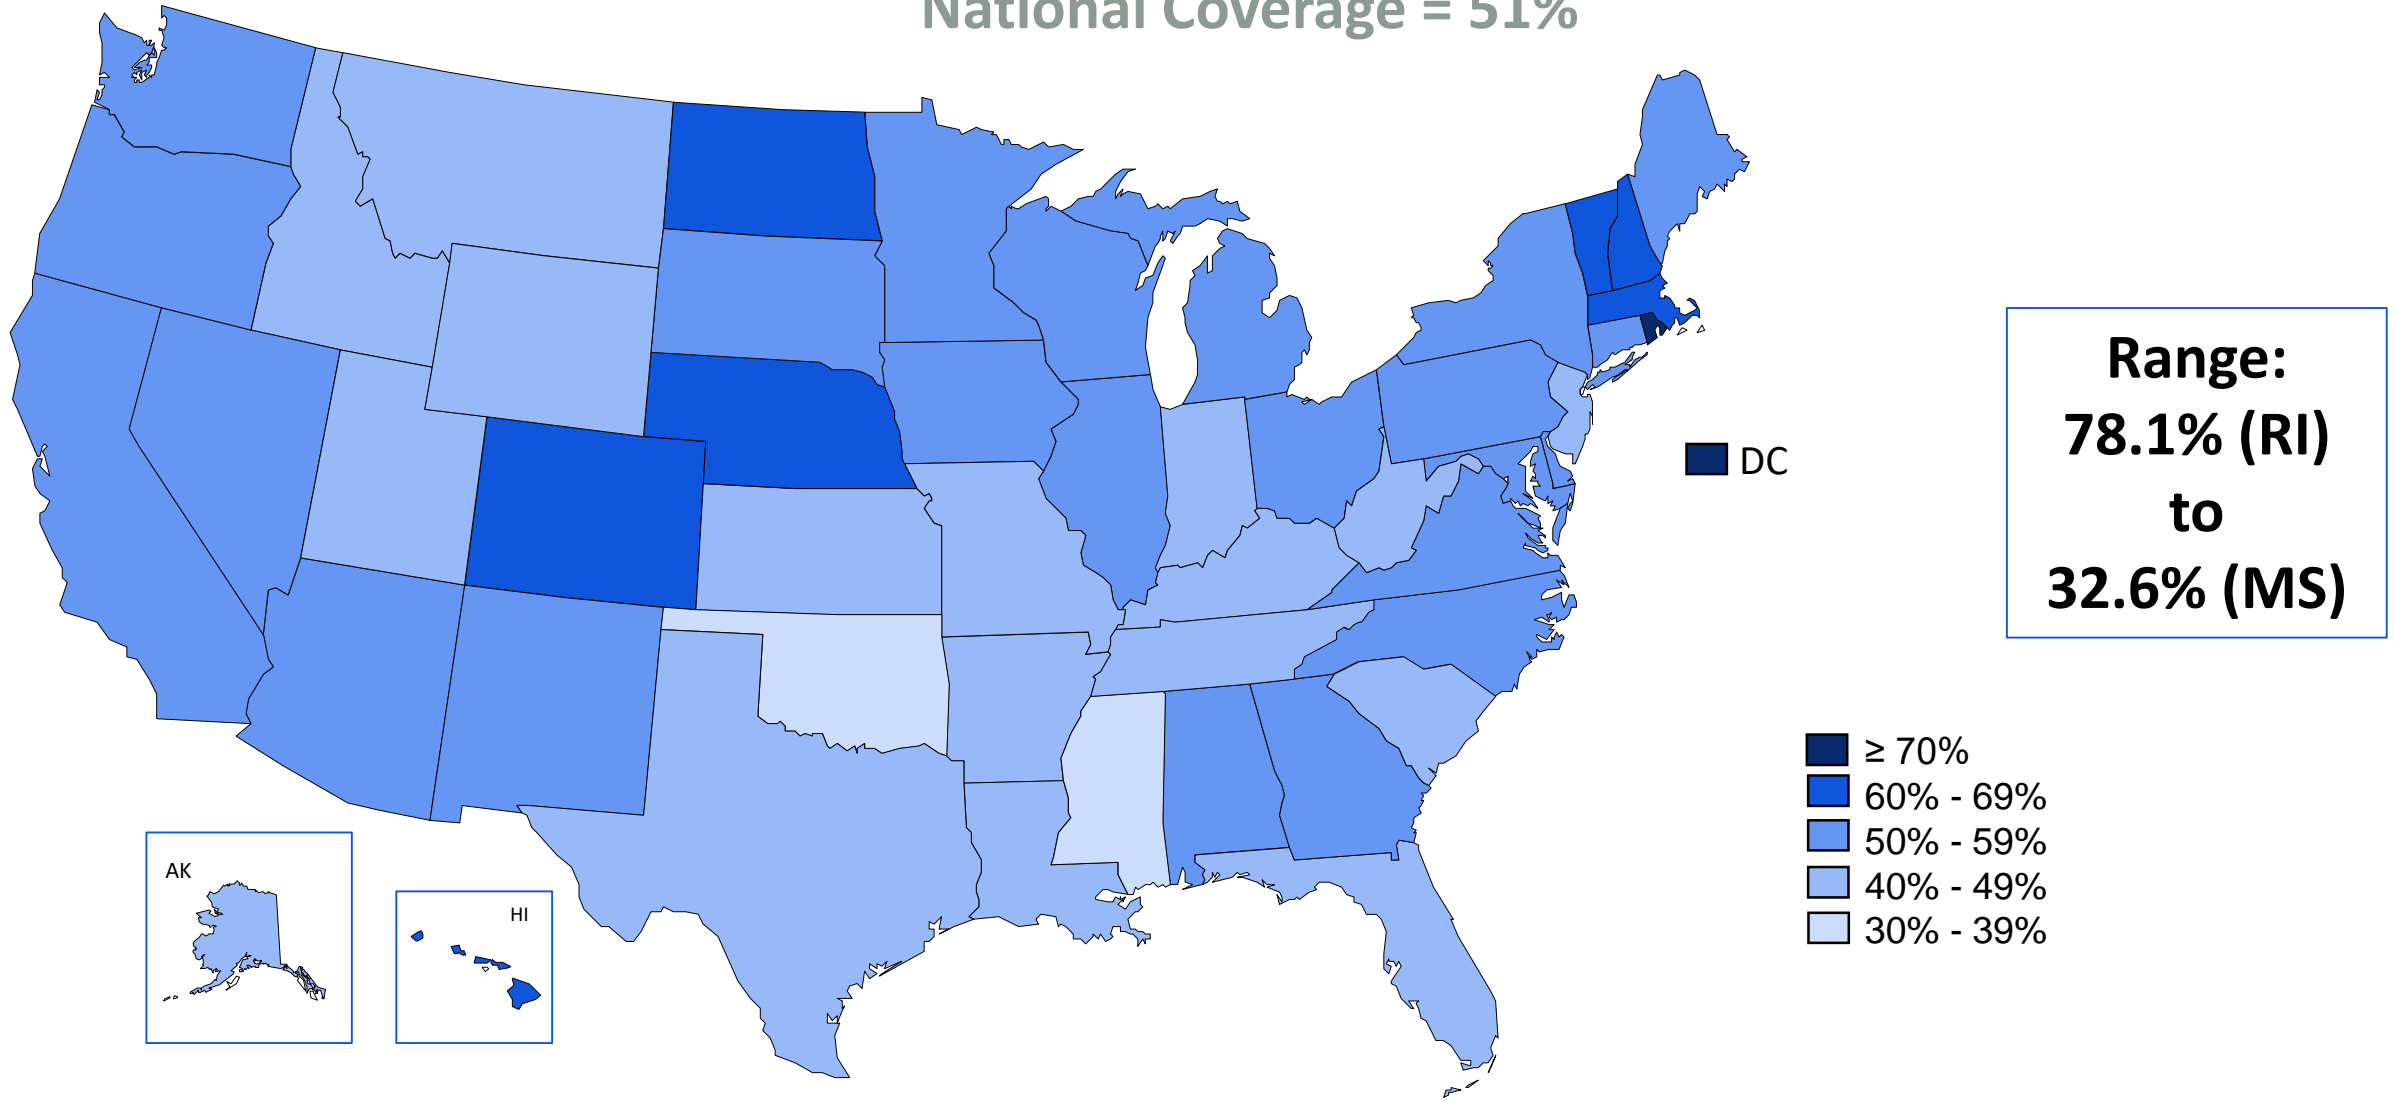 National Coverage = 51%
Range:
78.1% (RI)
to
32.6% (MS)
DC
≥ 70%
60% - 69%
50% - 59%
40% - 49%
30% - 39%
AK
HI